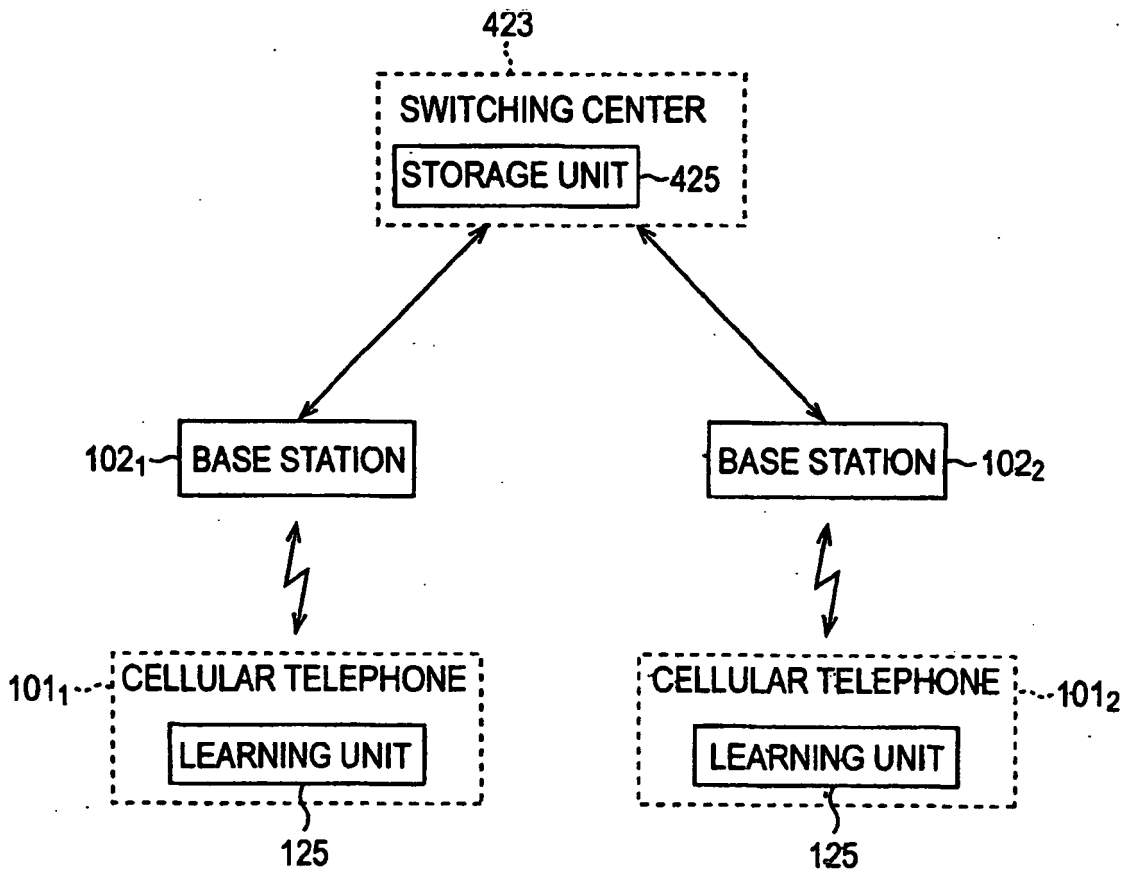 423
SWITCHING CENTER
STORAGE UNIT
425
102₁
BASE STATION
BASE STATION
102₂
101₁
CELLULAR TELEPHONE
CELLULAR TELEPHONE
101₂
LEARNING UNIT
LEARNING UNIT
125
125